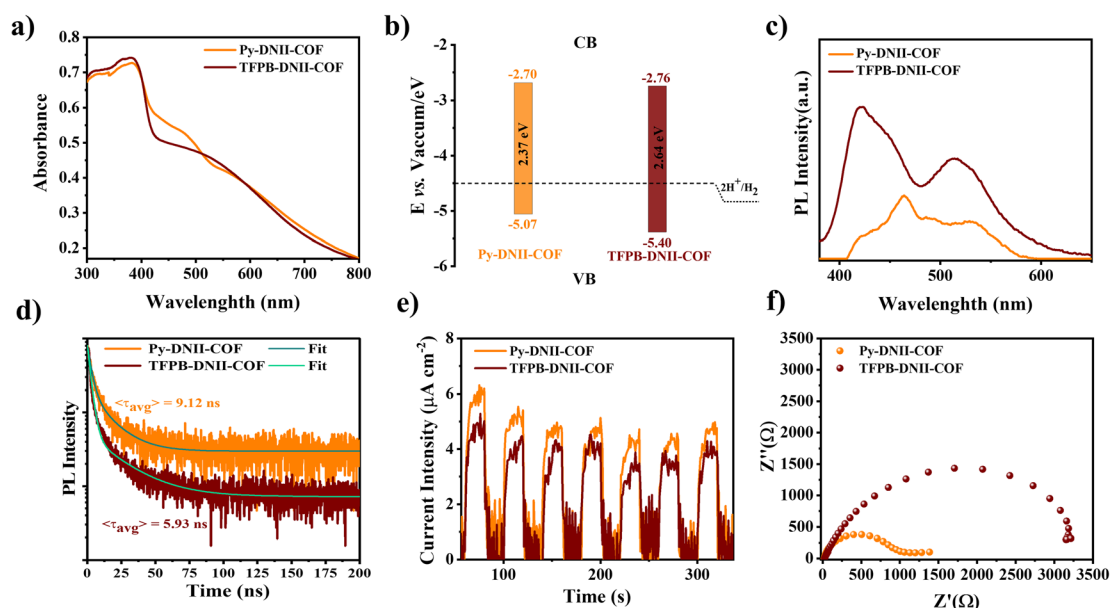 a)
0.8
0.7
0.6
0.5
0.4
0.3
0.2
300 400 500 600 700 800
Absorbance
Wavelenghth (nm)
Py-DNII-COF
TFPB-DNII-COF
b)
CB
-2
-3
-4
-5
-6
E vs. Vaccum/eV
-2.70
2.37 eV
-5.07
Py-DNII-COF
-2.76
2.64 eV
-5.40
TFPB-DNII-COF
2H⁺/H₂
VB
c)
Py-DNII-COF
TFPB-DNII-COF
PL Intensity(a.u.)
400 500 600
Wavelenghth (nm)
d)
Py-DNII-COF Fit
TFPB-DNII-COF Fit
<τavg> = 9.12 ns
<τavg> = 5.93 ns
PL Intensity
0 25 50 75 100 125 150 175 200
Time (ns)
e)
8
6
4
2
0
Current Intensity (μA cm⁻²)
Py-DNII-COF
TFPB-DNII-COF
100 200 300
Time (s)
f)
3500
3000
2500
2000
1500
1000
500
0
Z''(Ω)
Py-DNII-COF
TFPB-DNII-COF
0 500 1000 1500 2000 2500 3000 3500
Z'(Ω)